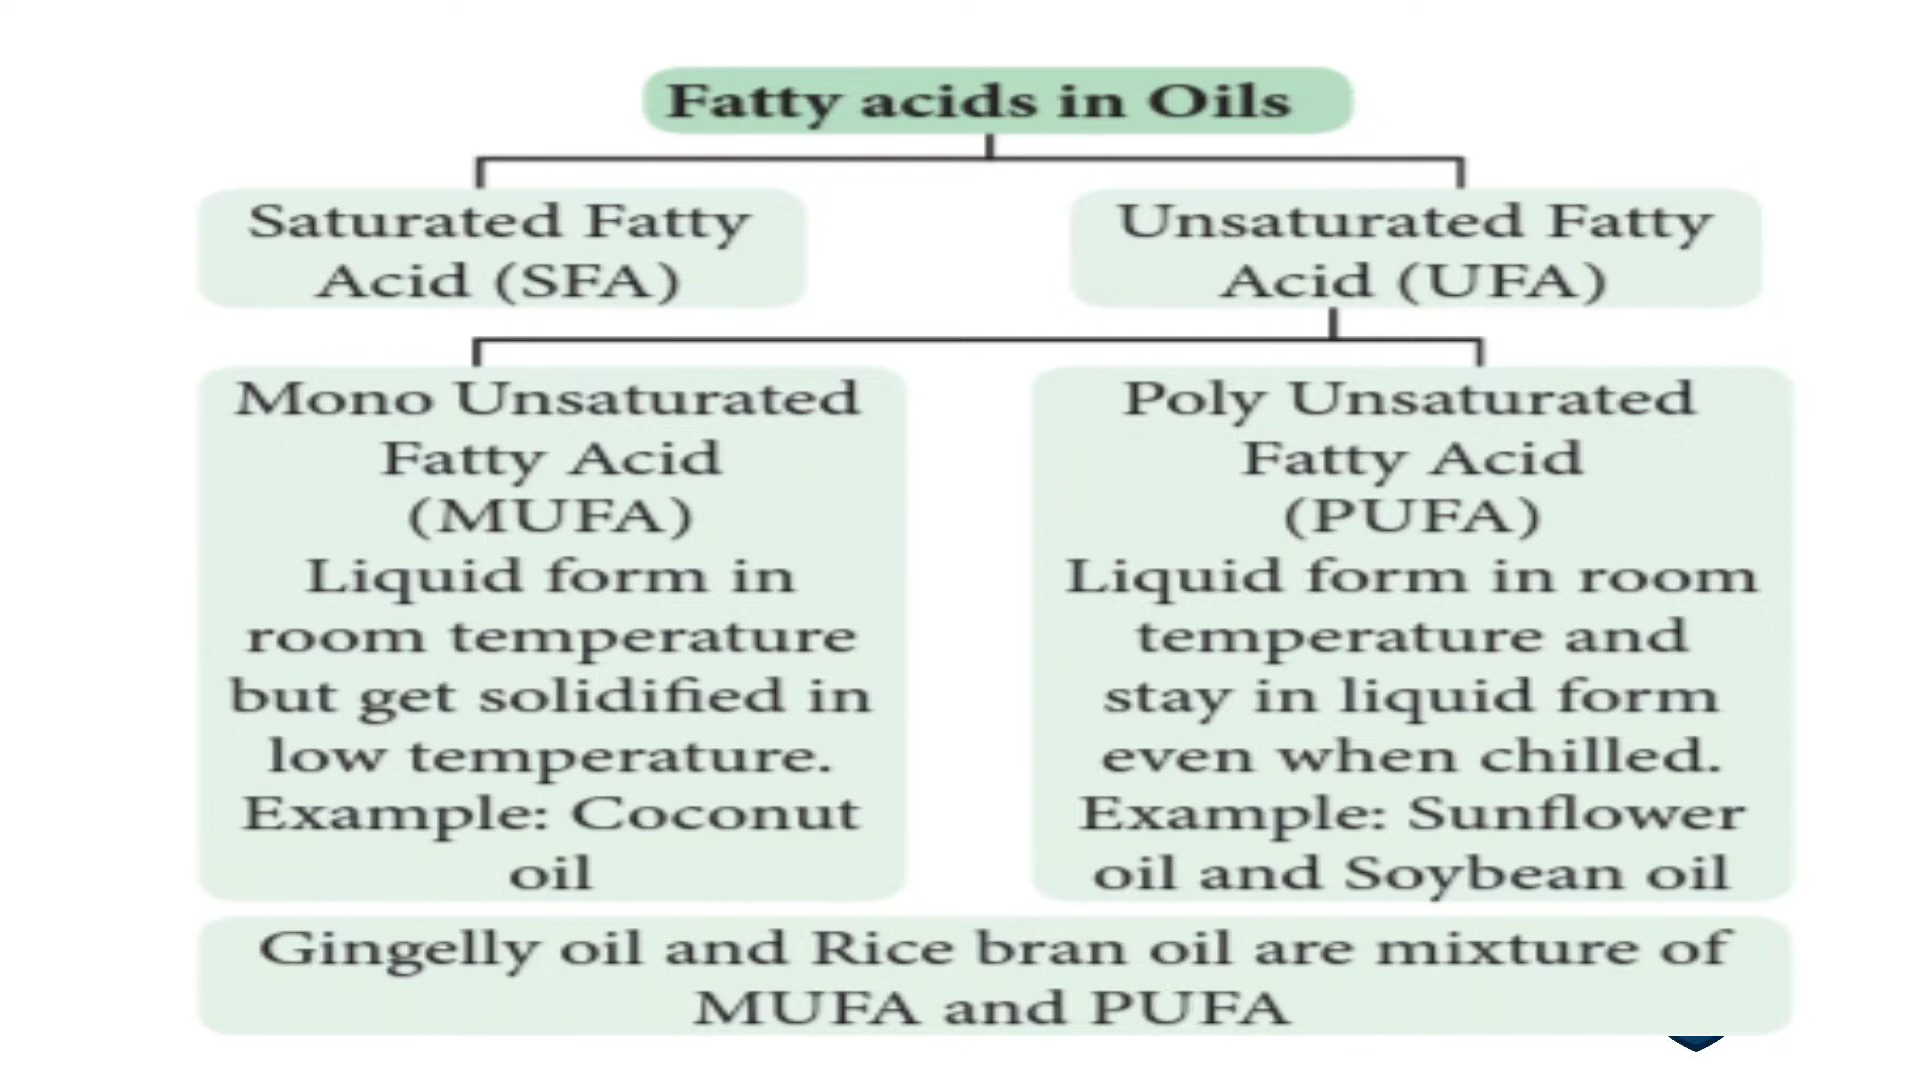 Fatty acids in Oils
Saturated Fatty
Acid (SFA)
Unsaturated Fatty
Acid (UFA)
Mono Unsaturated
Fatty Acid
(MUFA)
Liquid form in
room temperature
but get solidified in
low temperature.
Example: Coconut
oil
Poly Unsaturated
Fatty Acid
(PUFA)
Liquid form in room
temperature and
stay in liquid form
even when chilled.
Example: Sunflower
oil and Soybean oil
Gingelly oil and Rice bran oil are mixture of
MUFA and PUFA